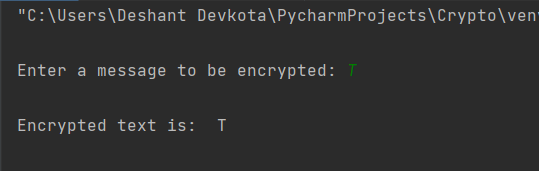 "C:\Users\Deshant Devkota\PycharmProjects\Crypto\ven
Enter a message to be encrypted: T
Encrypted text is:  T